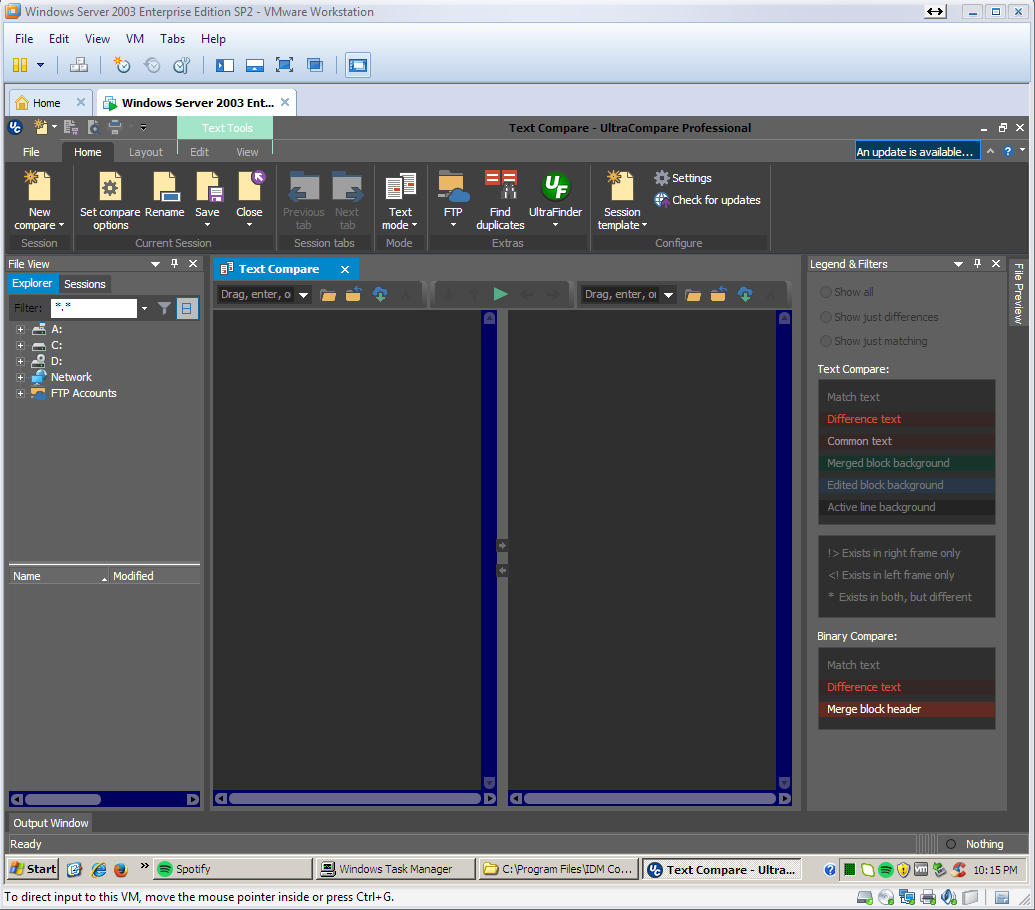 Windows Server 2003 Enterprise Edition SP2 - VMware Workstation
File Edit View VM Tabs Help
Home
Windows Server 2003 Ent...
Text Tools
Text Compare - UltraCompare Professional
File Home Layout Edit View
An update is available...
New compare
Set compare options
Rename
Save
Close
Previous tab
Next tab
Text mode
FTP
Find duplicates
UltraFinder
Session template
Settings
Check for updates
Session
Current Session
Session tabs
Mode
Extras
Configure
File View
Explorer Sessions
Filter: *.*
A:
C:
D:
Network
FTP Accounts
Name Modified
Text Compare
Drag, enter, o
Drag, enter, o
Legend & Filters
Show all
Show just differences
Show just matching
Text Compare:
Match text
Difference text
Common text
Merged block background
Edited block background
Active line background
!> Exists in right frame only
<! Exists in left frame only
* Exists in both, but different
Binary Compare:
Match text
Difference text
Merge block header
File Preview
Output Window
Ready
Nothing
Start
Spotify
Windows Task Manager
C:\Program Files\IDM Co...
Text Compare - Ultra...
10:15 PM
To direct input to this VM, move the mouse pointer inside or press Ctrl+G.